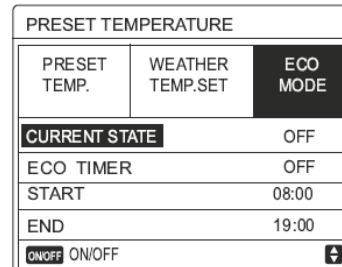 PRESET TEMPERATURE
PRESET TEMP. WEATHER TEMP.SET ECO MODE
CURRENT STATE OFF
ECO TIMER OFF
START 08:00
END 19:00
ON/OFF ON/OFF